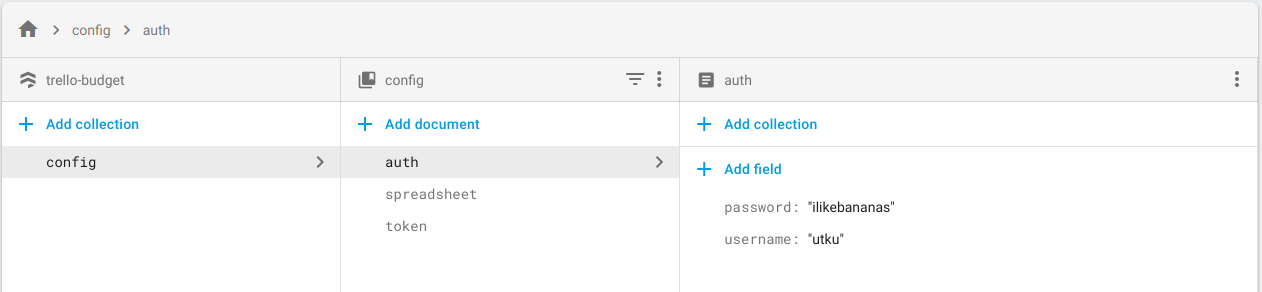 config auth
trello-budget config auth
Add collection Add document Add collection
config auth Add field
spreadsheet password: "ilikebananas"
token username: "utku"